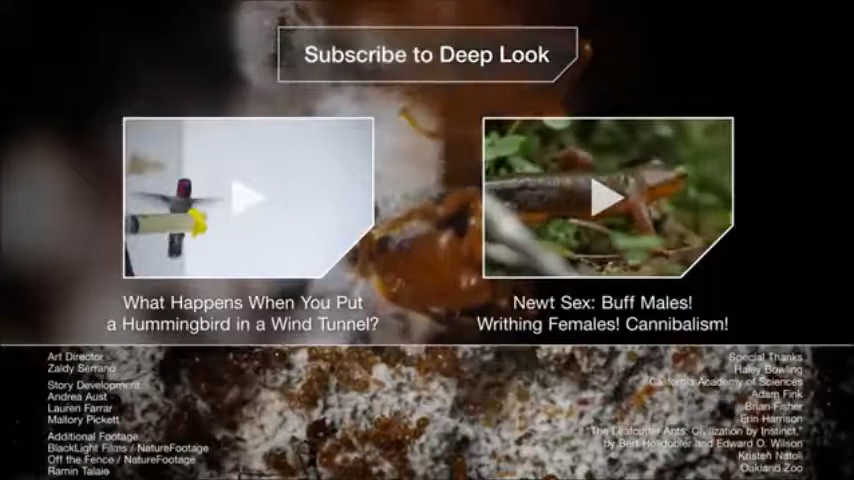 Subscribe to Deep Look
What Happens When You Put
a Hummingbird in a Wind Tunnel?
Newt Sex: Buff Males!
Writhing Females! Cannibalism!
Art Director
Zaldy Serrano
Story Development
Andrea Aust
Lauren Farrar
Mallory Pickett
Additional Footage
BlackLight Films / NatureFootage
Off the Fence / NatureFootage
Ramin Talaie
Special Thanks
Haley Bowling
California Academy of Sciences
Adam Fink
Brian Fisher
Erin Harrison
"The Leafcutter Ants: Civilization by Instinct,"
by Bert Hölldobler and Edward O. Wilson
Kristen Natoli
Oakland Zoo